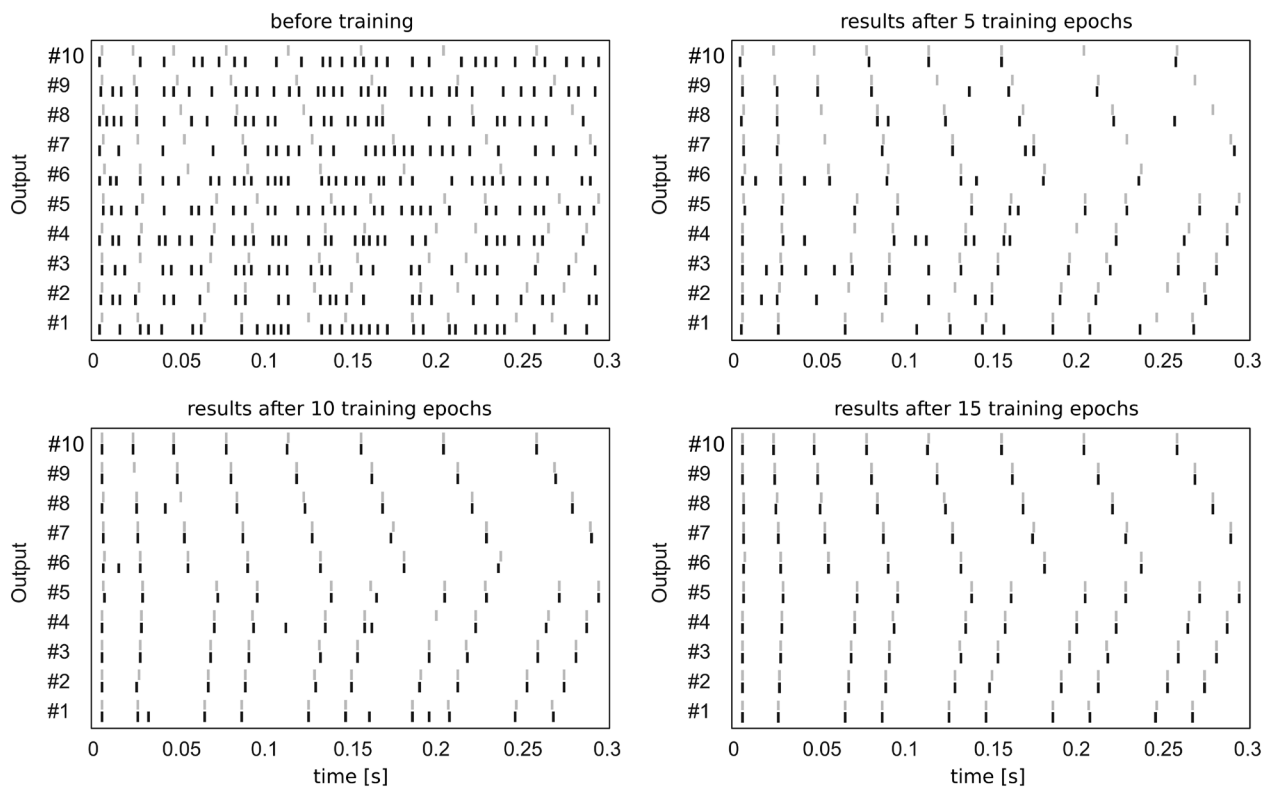 before training
results after 5 training epochs
#10
#9
#8
#7
#6
#5
#4
#3
#2
#1
Output
0 0.05 0.1 0.15 0.2 0.25 0.3
#10
#9
#8
#7
#6
#5
#4
#3
#2
#1
Output
0 0.05 0.1 0.15 0.2 0.25 0.3
results after 10 training epochs
results after 15 training epochs
#10
#9
#8
#7
#6
#5
#4
#3
#2
#1
Output
0 0.05 0.1 0.15 0.2 0.25 0.3
time [s]
#10
#9
#8
#7
#6
#5
#4
#3
#2
#1
Output
0 0.05 0.1 0.15 0.2 0.25 0.3
time [s]